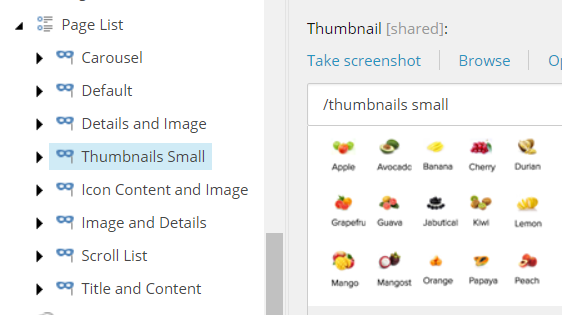 Page List
Carousel
Default
Details and Image
Thumbnails Small
Icon Content and Image
Image and Details
Scroll List
Title and Content
Thumbnail [shared]:
Take screenshot Browse Op
/thumbnails small
Apple Avocadc Banana Cherry Durian
Grapefru Guava Jabutical Kiwi Lemon
Mango Mangost Orange Papaya Peach